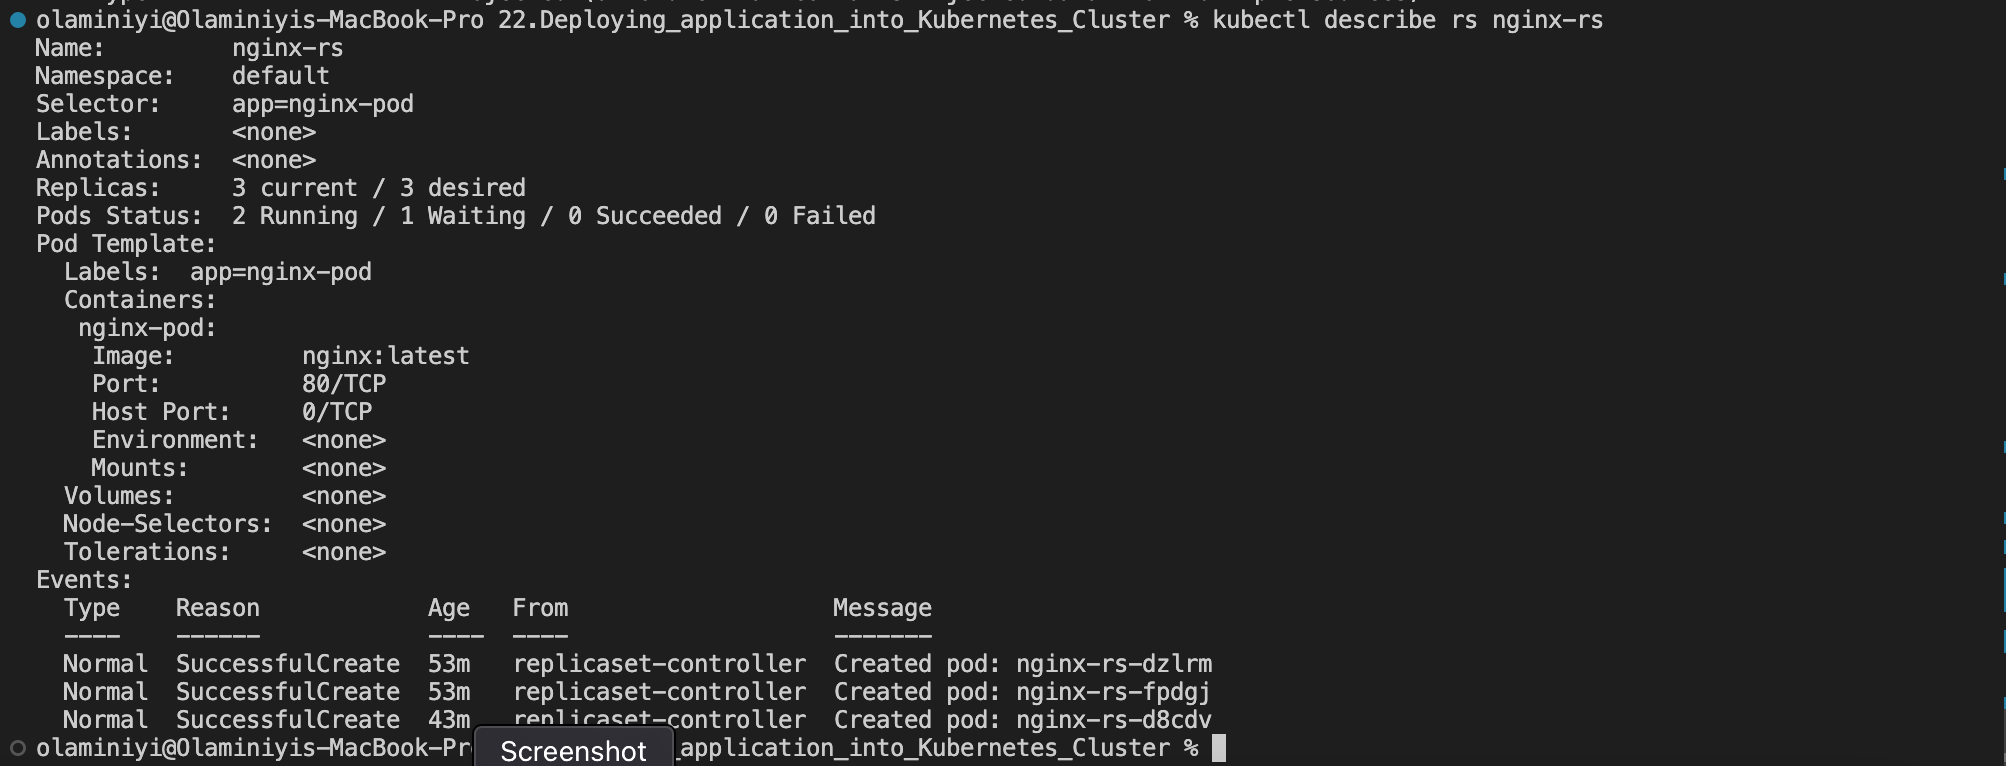 olaminiyi@Olaminiyis-MacBook-Pro 22.Deploying_application_into_Kubernetes_Cluster % kubectl describe rs nginx-rs
Name:         nginx-rs
Namespace:    default
Selector:     app=nginx-pod
Labels:       <none>
Annotations:  <none>
Replicas:     3 current / 3 desired
Pods Status:  2 Running / 1 Waiting / 0 Succeeded / 0 Failed
Pod Template:
  Labels:  app=nginx-pod
  Containers:
   nginx-pod:
    Image:         nginx:latest
    Port:          80/TCP
    Host Port:     0/TCP
    Environment:   <none>
    Mounts:        <none>
  Volumes:         <none>
  Node-Selectors:  <none>
  Tolerations:     <none>
Events:
  Type    Reason            Age   From                   Message
  ----    ------            ----  ----                   -------
  Normal  SuccessfulCreate  53m   replicaset-controller  Created pod: nginx-rs-dzlrm
  Normal  SuccessfulCreate  53m   replicaset-controller  Created pod: nginx-rs-fpdgj
  Normal  SuccessfulCreate  43m   replicaset-controller  Created pod: nginx-rs-d8cdv
olaminiyi@Olaminiyis-MacBook-Pr Screenshot _application_into_Kubernetes_Cluster %